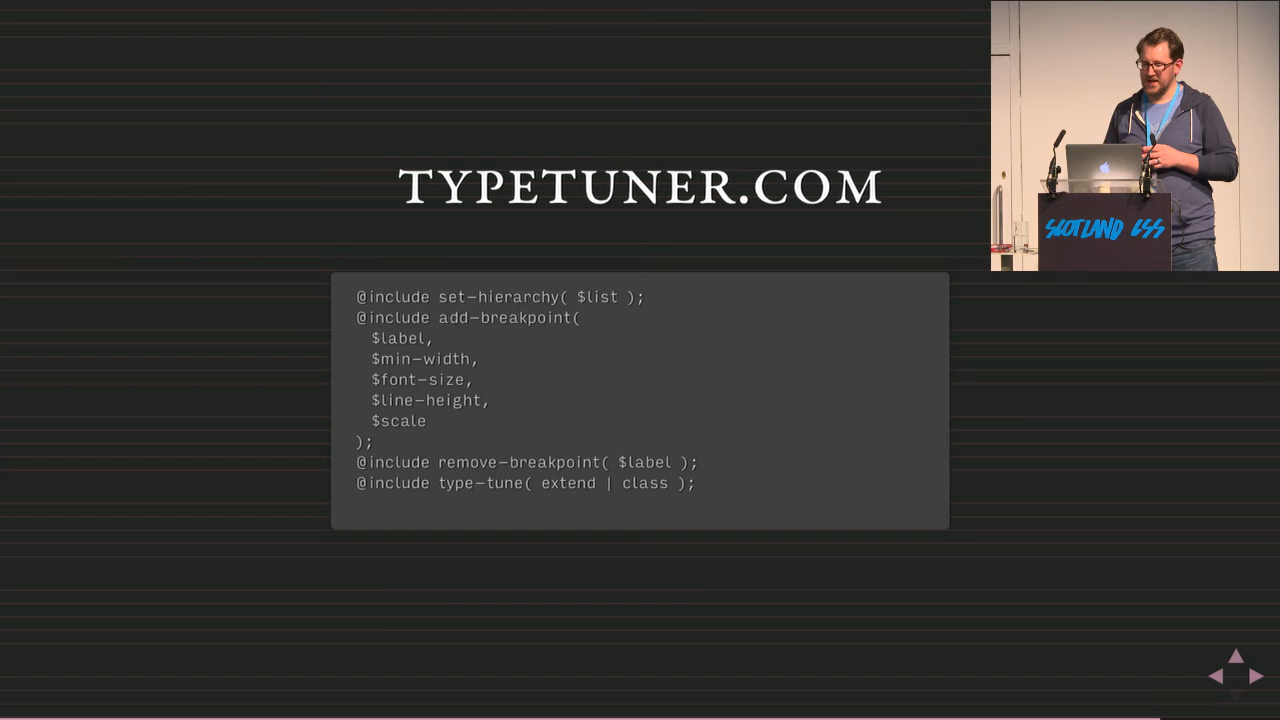 TYPETUNER.COM
@include set-hierarchy( $list );
@include add-breakpoint(
$label,
$min-width,
$font-size,
$line-height,
$scale
);
@include remove-breakpoint( $label );
@include type-tune( extend | class );
SCOTLAND CSS